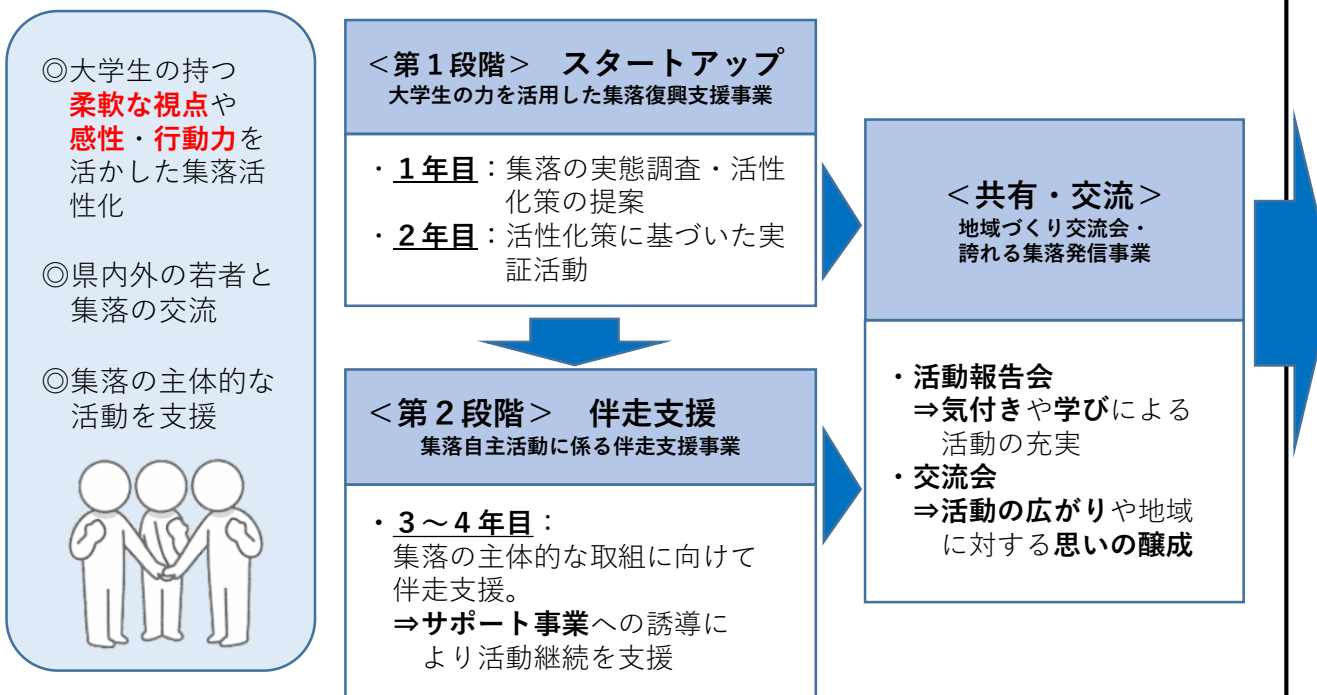 ◎大学生の持つ
柔軟な視点や
感性・行動力を
活かした集落活
性化
◎県内外の若者と
集落の交流
◎集落の主体的な
活動を支援
＜第１段階＞　スタートアップ
大学生の力を活用した集落復興支援事業
・１年目：集落の実態調査・活性
化策の提案
・２年目：活性化策に基づいた実
証活動
＜第２段階＞　伴走支援
集落自主活動に係る伴走支援事業
・３～４年目：
集落の主体的な取組に向けて
伴走支援。
⇒サポート事業への誘導に
より活動継続を支援
＜共有・交流＞
地域づくり交流会・
誇れる集落発信事業
・活動報告会
⇒気付きや学びによる
活動の充実
・交流会
⇒活動の広がりや地域
に対する思いの醸成